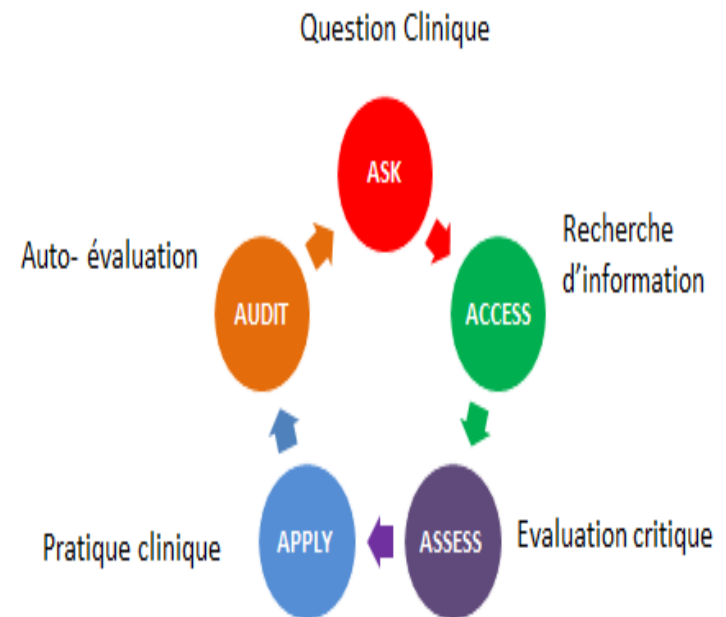 Question Clinique
ASK
Recherche
d'information
ACCESS
Auto- évaluation
AUDIT
Evaluation critique
ASSESS
Pratique clinique
APPLY